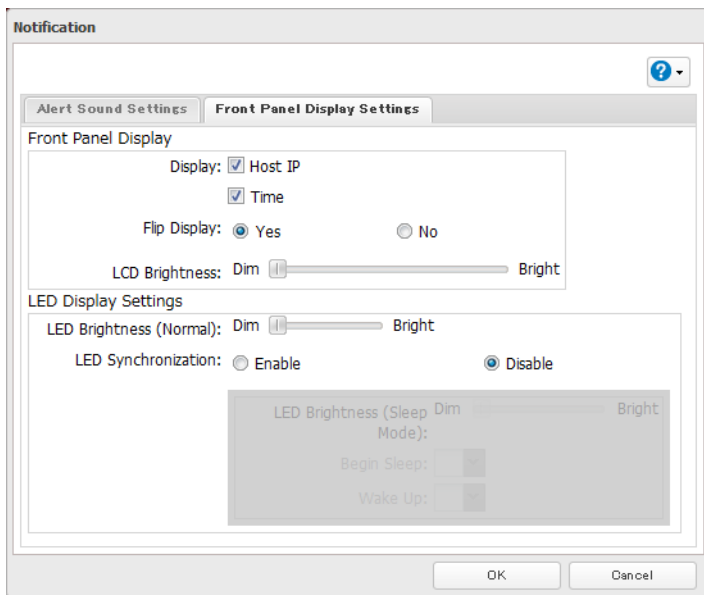 Notification
?
Alert Sound Settings Front Panel Display Settings
Front Panel Display
Display: Host IP
Time
Flip Display: Yes No
LCD Brightness: Dim Bright
LED Display Settings
LED Brightness (Normal): Dim Bright
LED Synchronization: Enable Disable
LED Brightness (Sleep Dim Bright
Mode):
Begin Sleep:
Wake Up:
OK Cancel